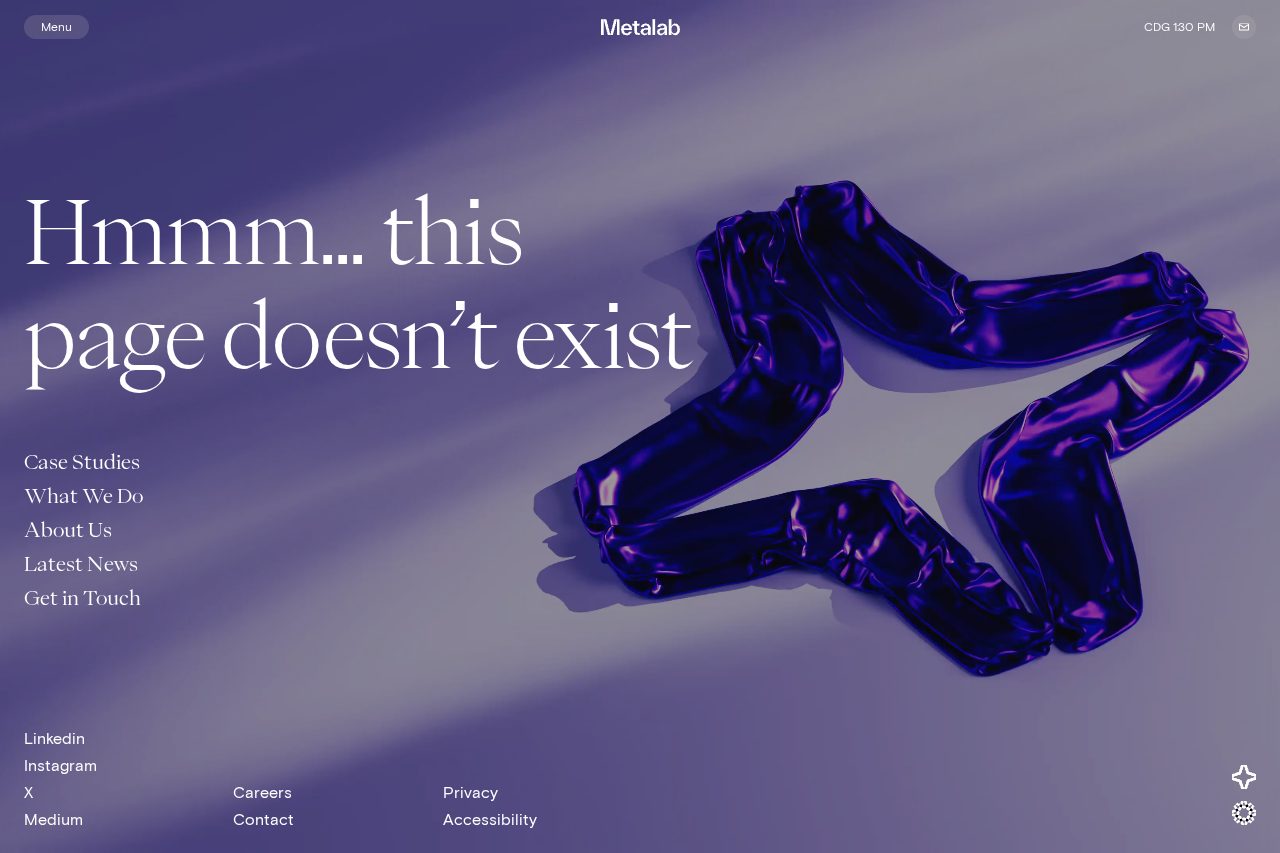 Menu
Metalab
CDG 1:30 PM
Hmmm... this
page doesn’t exist
Case Studies
What We Do
About Us
Latest News
Get in Touch
Linkedin
Instagram
X
Medium
Careers
Contact
Privacy
Accessibility